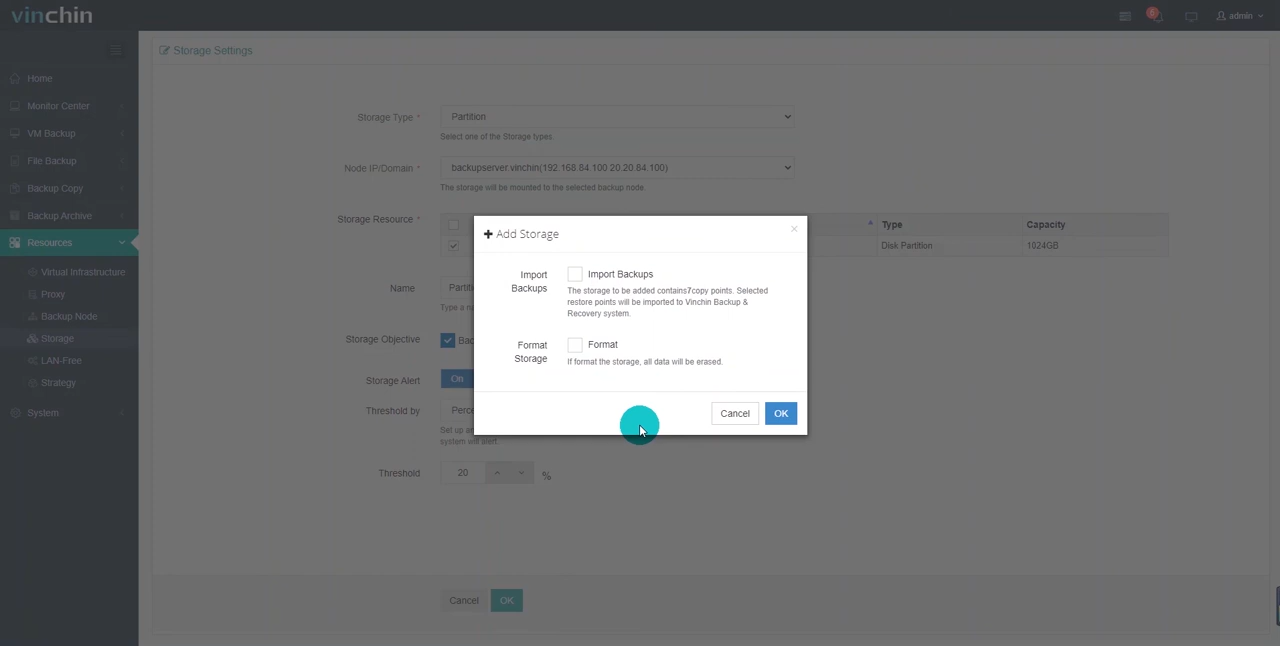 vinchin
6
admin
Storage Settings
Home
Monitor Center
VM Backup
File Backup
Backup Copy
Backup Archive
Resources
Virtual Infrastructure
Proxy
Backup Node
Storage
LAN-Free
Strategy
System
Storage Type *
Partition
Select one of the Storage types.
Node IP/Domain *
backupserver.vinchin(192.168.84.100 20.20.84.100)
The storage will be mounted to the selected backup node
Storage Resource *
Type
Capacity
Disk Partition
1024GB
Name
Partiti
Type a na
Storage Objective
Bac
Storage Alert
On
Threshold by
Perce
Set up an
system will alert.
Threshold
20
%
Cancel
OK
Add Storage
×
Import
Backups
Import Backups
The storage to be added contains7copy points. Selected
restore points will be imported to Vinchin Backup &
Recovery system.
Format
Storage
Format
If format the storage, all data will be erased.
Cancel
OK